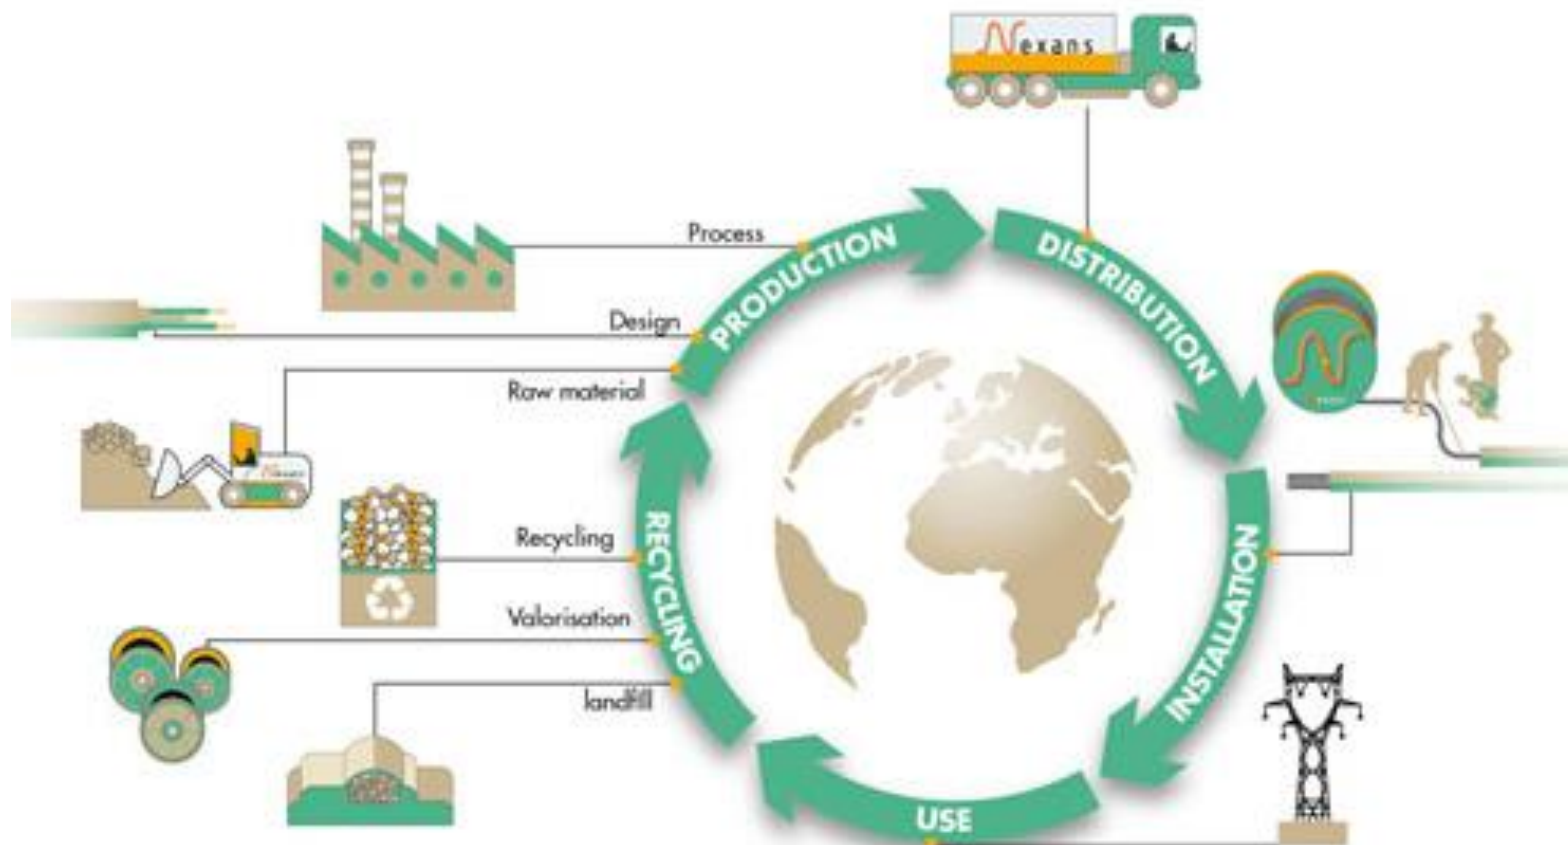 Nexans
Process
PRODUCTION
DISTRIBUTION
Design
Raw material
Recycling
RECYCLING
INSTALLATION
Valorisation
landfill
USE